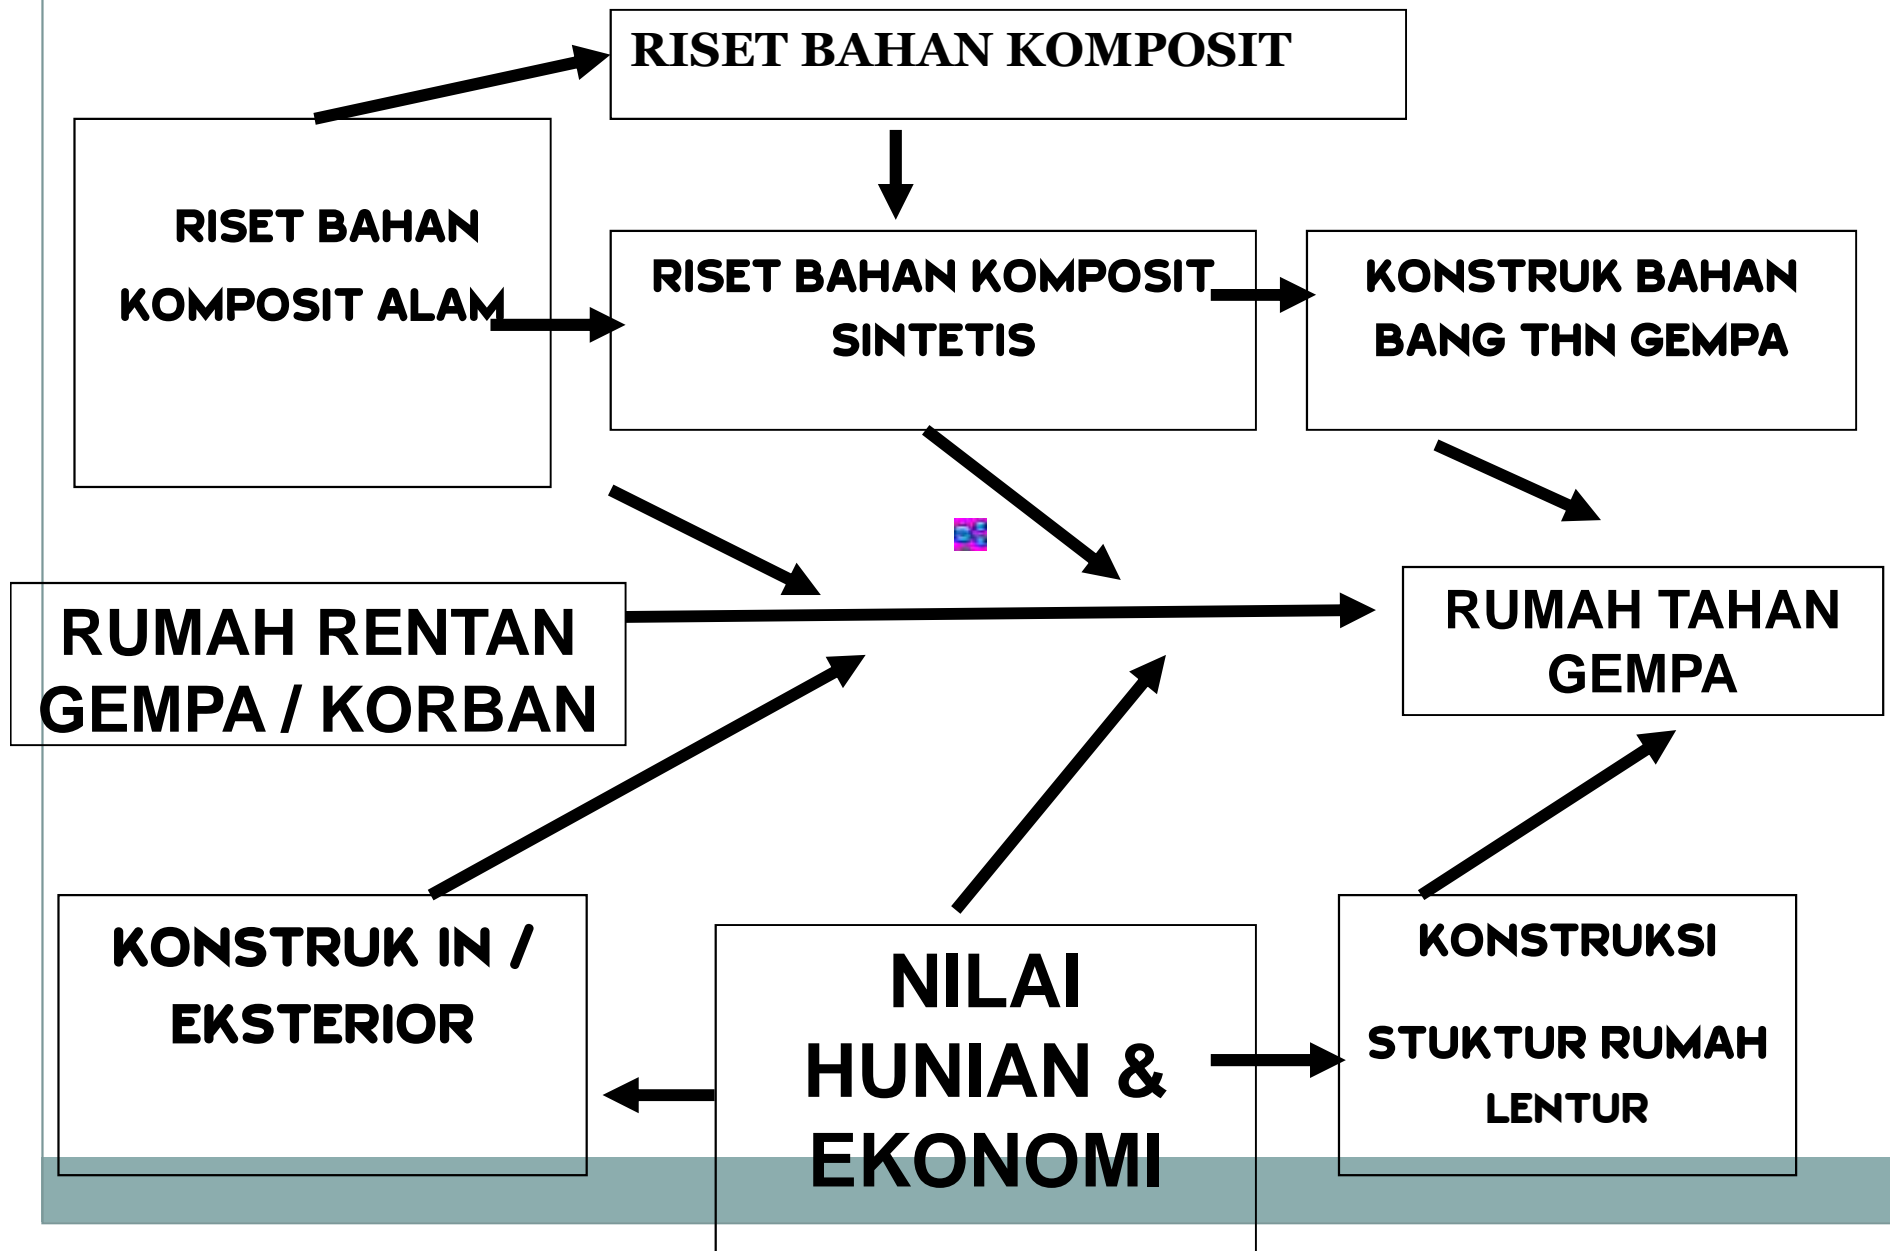 RISET BAHAN KOMPOSIT
RISET BAHAN
KOMPOSIT ALAM
RISET BAHAN KOMPOSIT
SINTETIS
KONSTRUK BAHAN
BANG THN GEMPA
RUMAH RENTAN
GEMPA / KORBAN
RUMAH TAHAN
GEMPA
KONSTRUK IN /
EKSTERIOR
NILAI
HUNIAN &
EKONOMI
KONSTRUKSI
STUKTUR RUMAH
LENTUR